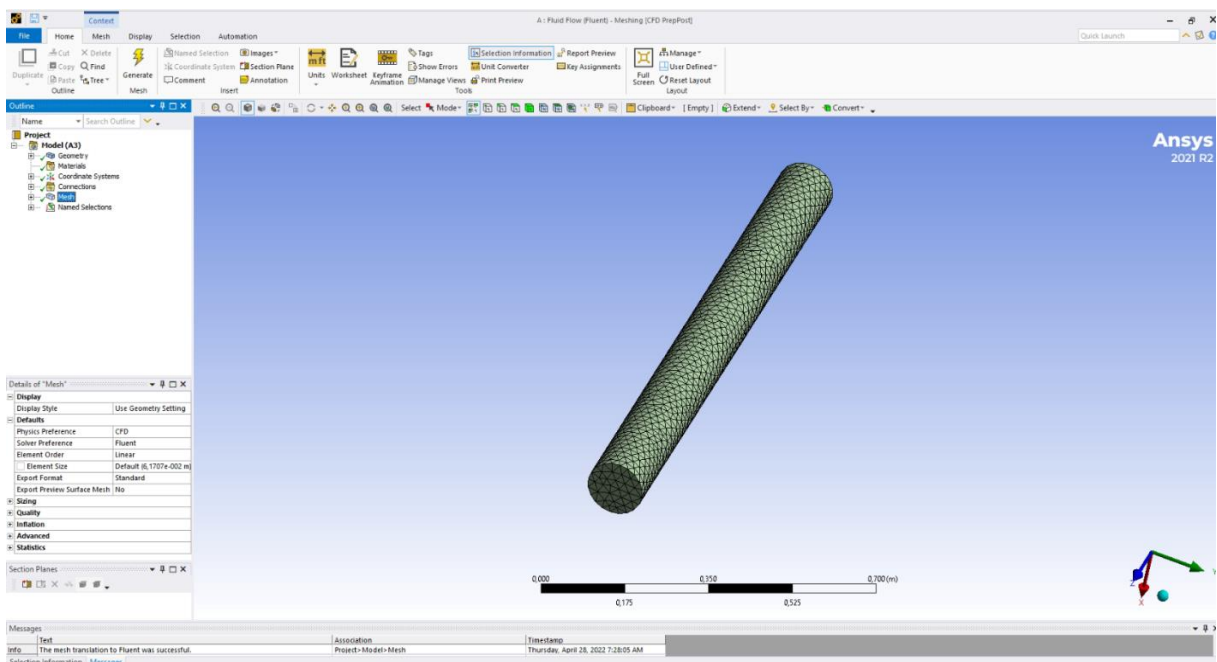 Context
A : Fluid Flow (Fluent) - Meshing [CFD PrepPost]
File Home Mesh Display Selection Automation
Quick Launch
Duplicate
Cut
Copy
Paste
Delete
Find
Tree
Outline
Generate
Mesh
Named Selection
Coordinate System
Comment
Images
Section Plane
Annotation
Insert
Units
Worksheet
Keyframe Animation
Tags
Show Errors
Manage Views
Selection Information
Unit Converter
Print Preview
Report Preview
Key Assignments
Tools
Full Screen
Manage
User Defined
Reset Layout
Layout
Outline
Name Search Outline
Select Mode Clipboard [Empty] Extend Select By Convert
Project
Model (A3)
Geometry
Materials
Coordinate Systems
Connections
Mesh
Named Selections
Ansys
2021 R2
Details of "Mesh"
Display
Display Style Use Geometry Setting
Defaults
Physics Preference CFD
Solver Preference Fluent
Element Order Linear
Element Size Default (6,1707e-002 m)
Export Format Standard
Export Preview Surface Mesh No
Sizing
Quality
Inflation
Advanced
Statistics
Section Planes
0,000 0,350 0,700 (m)
0,175 0,525
Z X Y
Messages
Text Association Timestamp
Info The mesh translation to Fluent was successful. Project>Model>Mesh Thursday, April 28, 2022 7:28:05 AM
Selection Information Messages